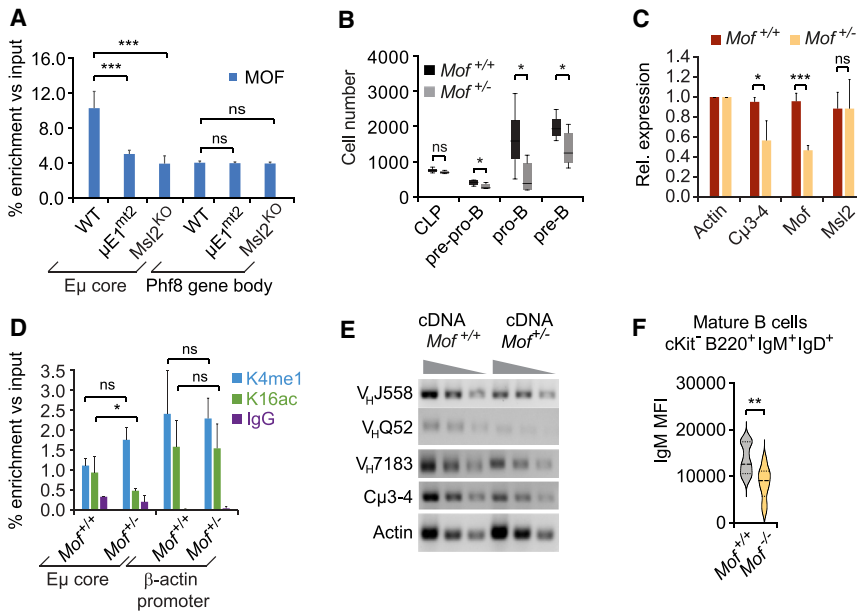 A
% enrichment vs input
16.0
12.0
8.0
4.0
0
***
***
ns
ns
MOF
WT
µE1mt2
Msl2KO
WT
µE1mt2
Msl2KO
Eµ core
Phf8 gene body
B
Cell number
6000
4000
2000
0
Mof +/+
Mof +/-
ns
*
*
*
CLP
pre-pro-B
pro-B
pre-B
C
Mof +/+
Mof +/-
Rel. expression
1.4
1.2
1.0
0.8
0.6
0.4
0.2
0
*
***
ns
Actin
Cµ3-4
Mof
Msl2
D
% enrichment vs input
3.5
3.0
2.5
2.0
1.5
1.0
0.5
0
ns
*
ns
ns
K4me1
K16ac
IgG
Mof+/+
Mof+/-
Mof+/+
Mof+/-
Eµ core
β-actin
promoter
E
cDNA
Mof+/+
cDNA
Mof+/-
VHJ558
VHQ52
VH7183
Cµ3-4
Actin
F
Mature B cells
cKit- B220+IgM+IgD+
IgM MFI
30000
20000
10000
0
**
Mof+/+
Mof-/-